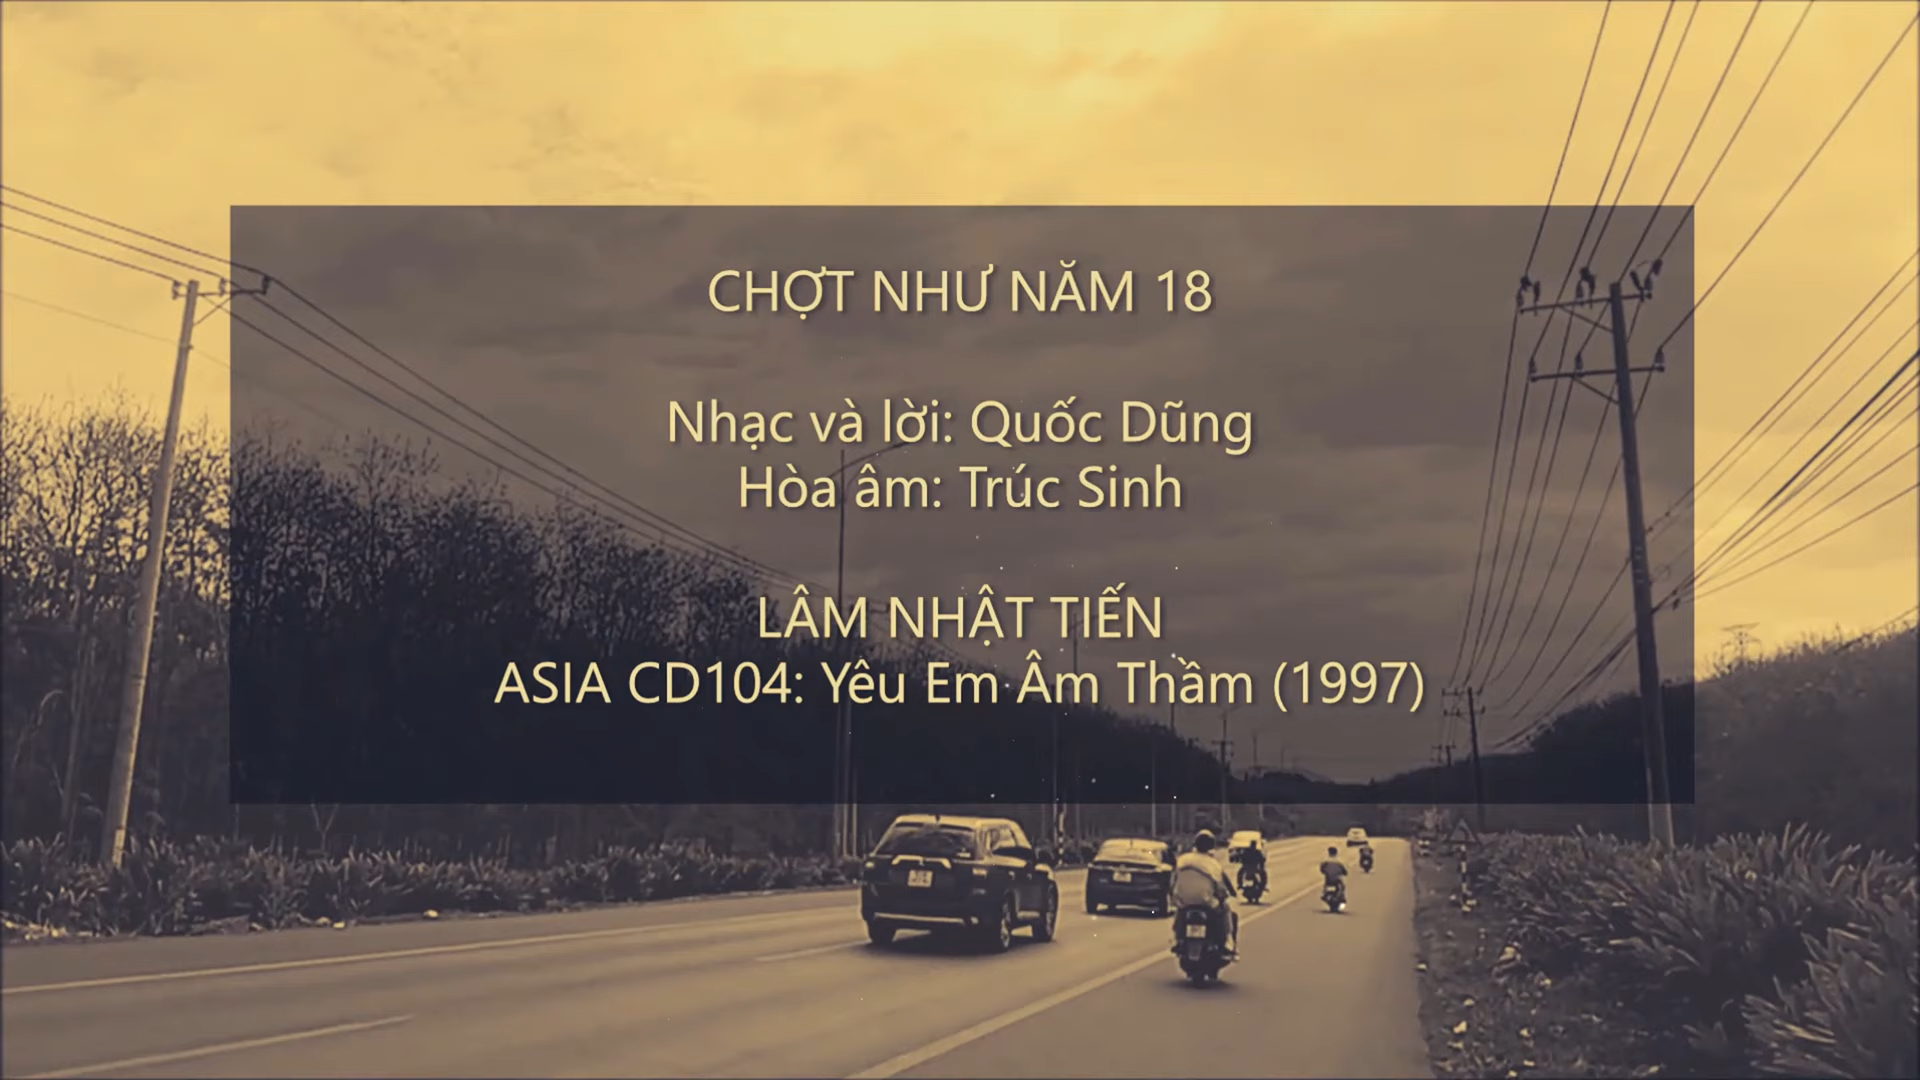 CHỢT NHƯ NĂM 18
Nhạc và lời: Quốc Dũng
Hòa âm: Trúc Sinh
LÂM NHẬT TIẾN
ASIA CD104: Yêu Em Âm Thầm (1997)